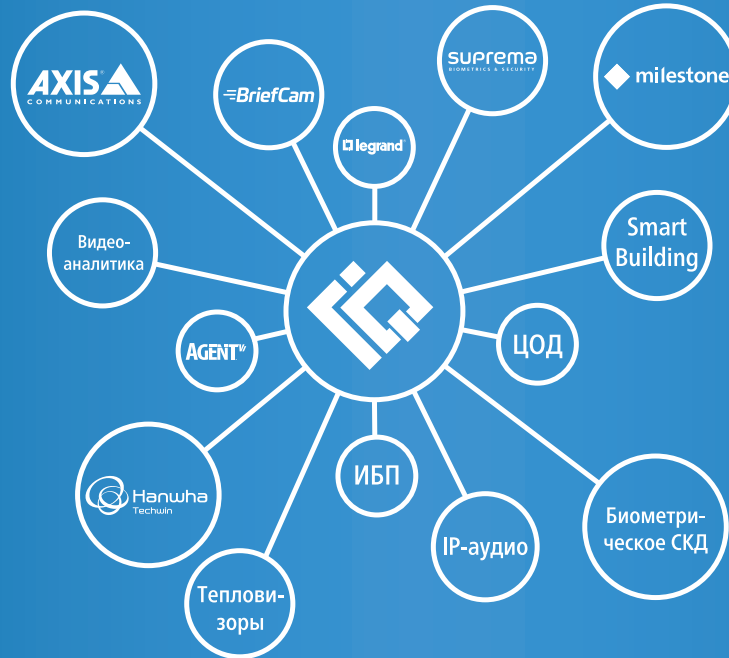 AXIS
COMMUNICATIONS
BriefCam
suprema
BIOMETRICS & SECURITY
milestone
legrand
Видео-
аналитика
Smart
Building
AGENT
ЦОД
Hanwha
Techwin
ИБП
IP-аудио
Биометри-
ческое СКД
Теплови-
зоры